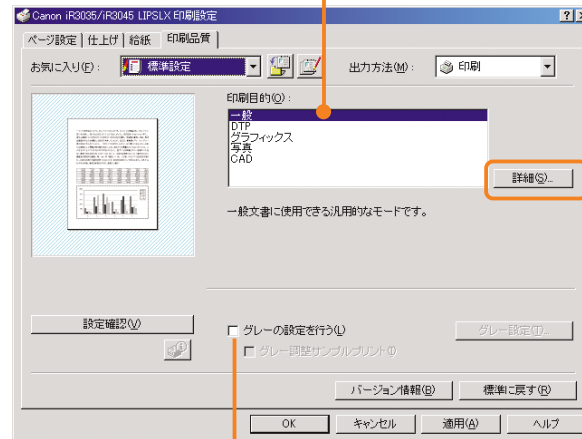 Canon iR3035/iR3045 LIPSLX 印刷設定
ページ設定 仕上げ 給紙 印刷品質
お気に入り(F): 標準設定 出力方法(M): 印刷
印刷目的(O):
一般
DTP
グラフィックス
写真
CAD
詳細(S)...
一般文書に使用できる汎用的なモードです。
設定確認(V)
グレーの設定を行う(L) グレー設定(T)...
グレー調整サンプルプリント(I)
バージョン情報(B) 標準に戻す(R)
OK キャンセル 適用(A) ヘルプ